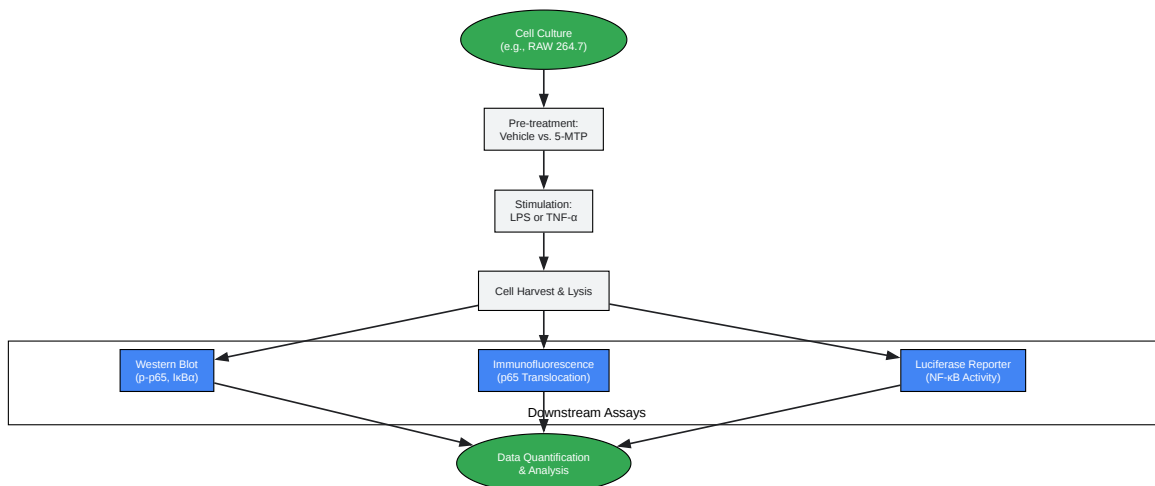 Cell Culture
(e.g., RAW 264.7)
Pre-treatment:
Vehicle vs. 5-MTP
Stimulation:
LPS or TNF-α
Cell Harvest & Lysis
Western Blot
(p-p65, IκBα)
Immunofluorescence
(p65 Translocation)
Luciferase Reporter
(NF-κB Activity)
Downstream Assays
Data Quantification
& Analysis